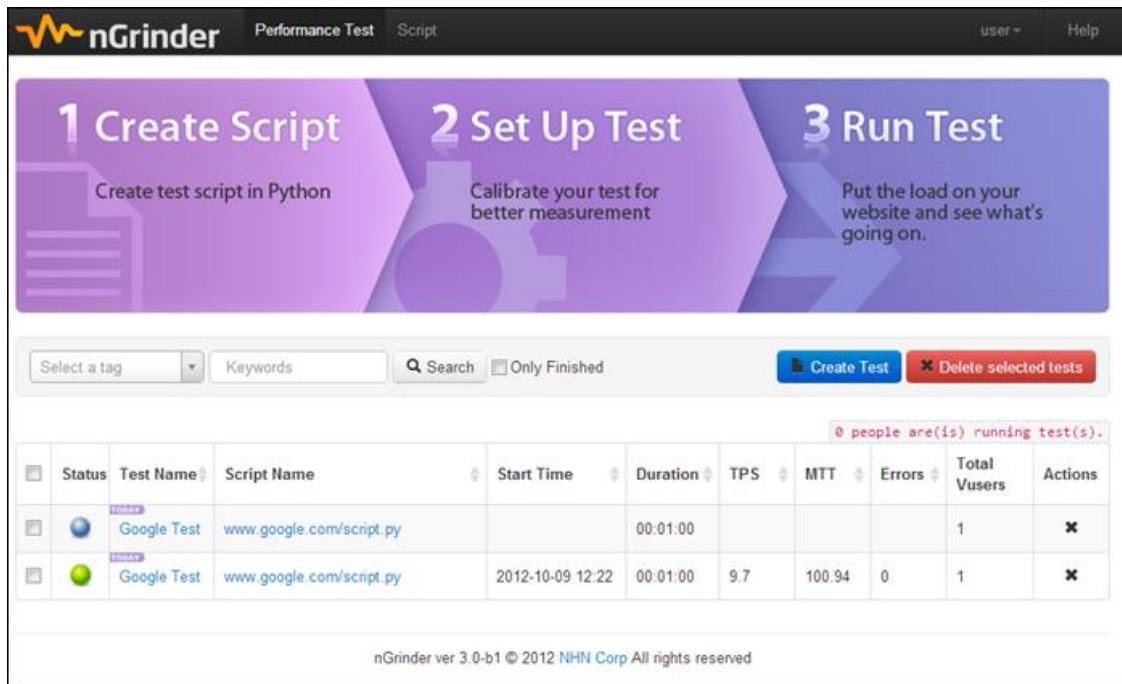 nGrinder Performance Test Script user Help
1 Create Script
Create test script in Python
2 Set Up Test
Calibrate your test for
better measurement
3 Run Test
Put the load on your
website and see what's
going on.
Select a tag Keywords Search Only Finished Create Test Delete selected tests
0 people are(is) running test(s).
Status Test Name Script Name Start Time Duration TPS MTT Errors Total Vusers Actions
TODAY
Google Test www.google.com/script.py 00:01:00 1
TODAY
Google Test www.google.com/script.py 2012-10-09 12:22 00:01:00 9.7 100.94 0 1
nGrinder ver 3.0-b1 © 2012 NHN Corp All rights reserved